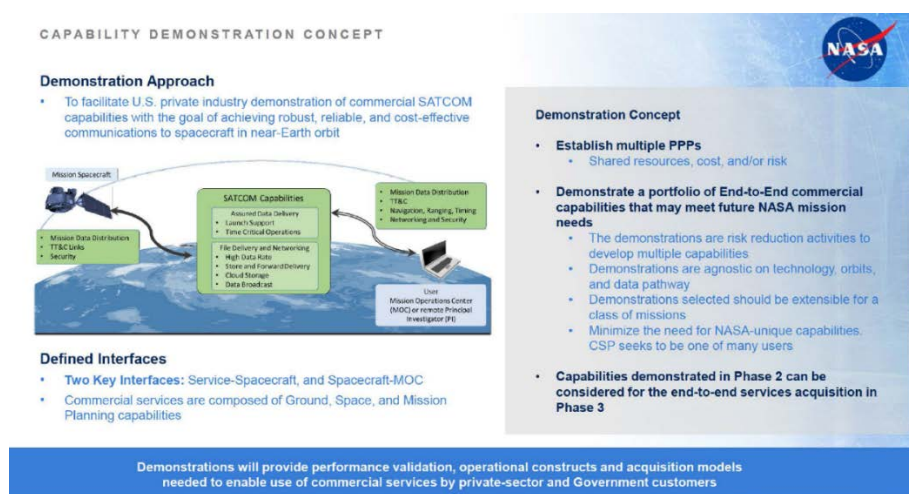 CAPABILITY DEMONSTRATION CONCEPT
NASA
Demonstration Approach
• To facilitate U.S. private industry demonstration of commercial SATCOM
capabilities with the goal of achieving robust, reliable, and cost-effective
communications to spacecraft in near-Earth orbit
Mission Spacecraft
• Mission Data Distribution
• TT&C Links
• Security
SATCOM Capabilities
Assured Data Delivery
• Launch Support
• Time Critical Operations
File Delivery and Networking
• High Data Rate
• Store and Forward Delivery
• Cloud Storage
• Data Broadcast
• Mission Data Distribution
• TT&C
• Navigation, Ranging, Timing
• Networking and Security
User
Mission Operations Center
(MOC) or remote Principal
Investigator (PI)
Defined Interfaces
• Two Key Interfaces: Service-Spacecraft, and Spacecraft-MOC
• Commercial services are composed of Ground, Space, and Mission
Planning capabilities
Demonstration Concept
• Establish multiple PPPs
• Shared resources, cost, and/or risk
• Demonstrate a portfolio of End-to-End commercial
capabilities that may meet future NASA mission
needs
• The demonstrations are risk reduction activities to
develop multiple capabilities
• Demonstrations are agnostic on technology, orbits,
and data pathway
• Demonstrations selected should be extensible for a
class of missions
• Minimize the need for NASA-unique capabilities.
CSP seeks to be one of many users
• Capabilities demonstrated in Phase 2 can be
considered for the end-to-end services acquisition in
Phase 3
Demonstrations will provide performance validation, operational constructs and acquisition models
needed to enable use of commercial services by private-sector and Government customers